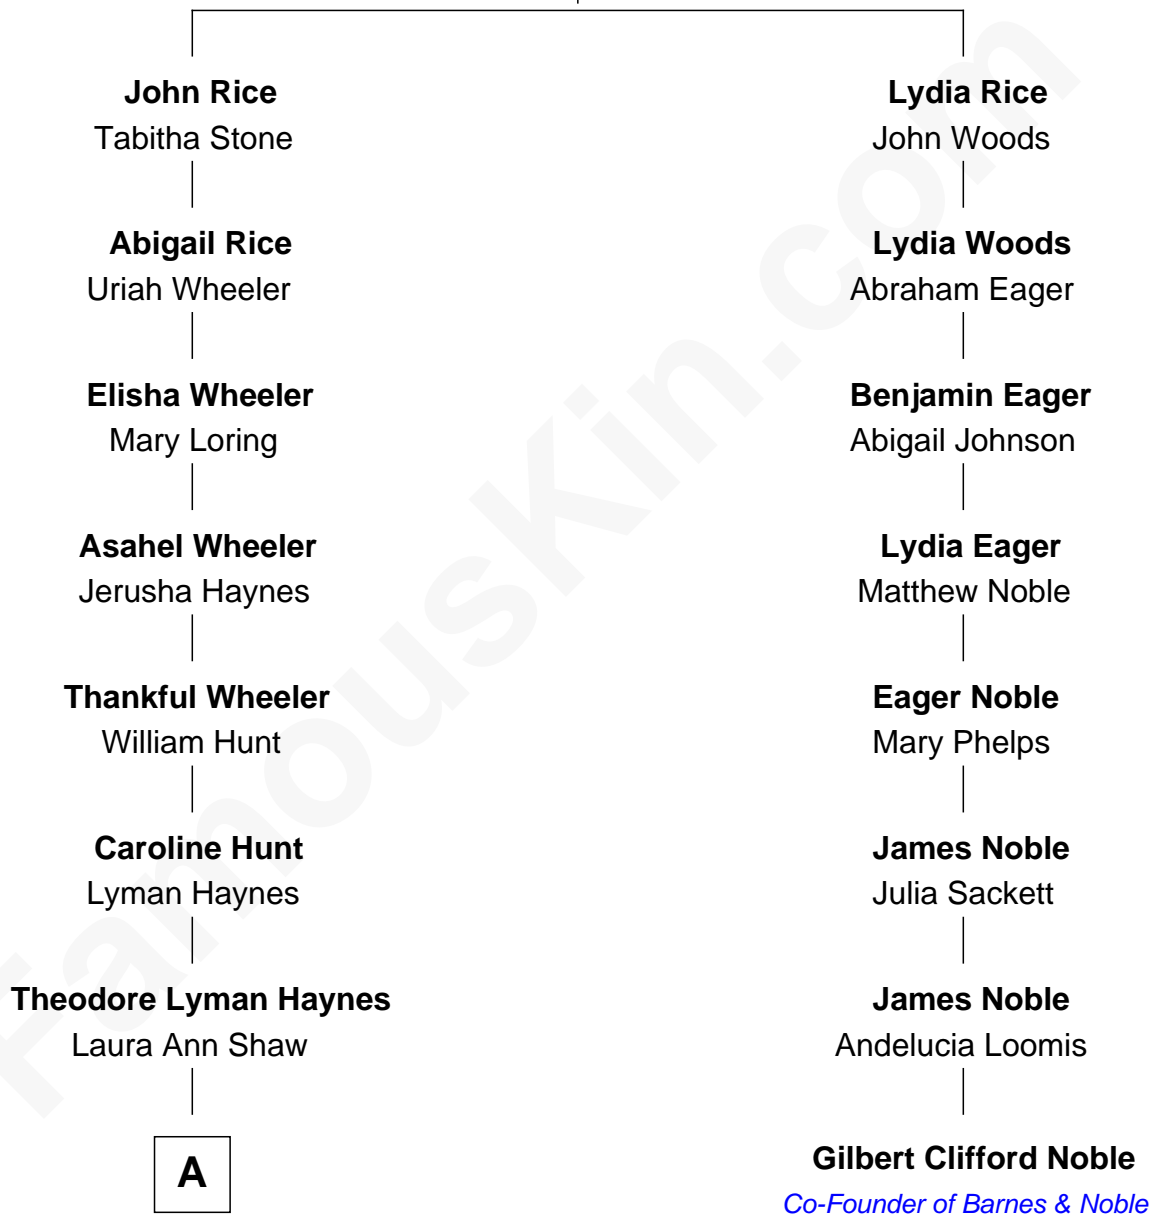 John Rice
Tabitha Stone
Abigail Rice
Uriah Wheeler
Elisha Wheeler
Mary Loring
Asahel Wheeler
Jerusha Haynes
Thankful Wheeler
William Hunt
Caroline Hunt
Lyman Haynes
Theodore Lyman Haynes
Laura Ann Shaw
A
Lydia Rice
John Woods
Lydia Woods
Abraham Eager
Benjamin Eager
Abigail Johnson
Lydia Eager
Matthew Noble
Eager Noble
Mary Phelps
James Noble
Julia Sackett
James Noble
Andelucia Loomis
Gilbert Clifford Noble
Co-Founder of Barnes & Noble
FamousKin.com